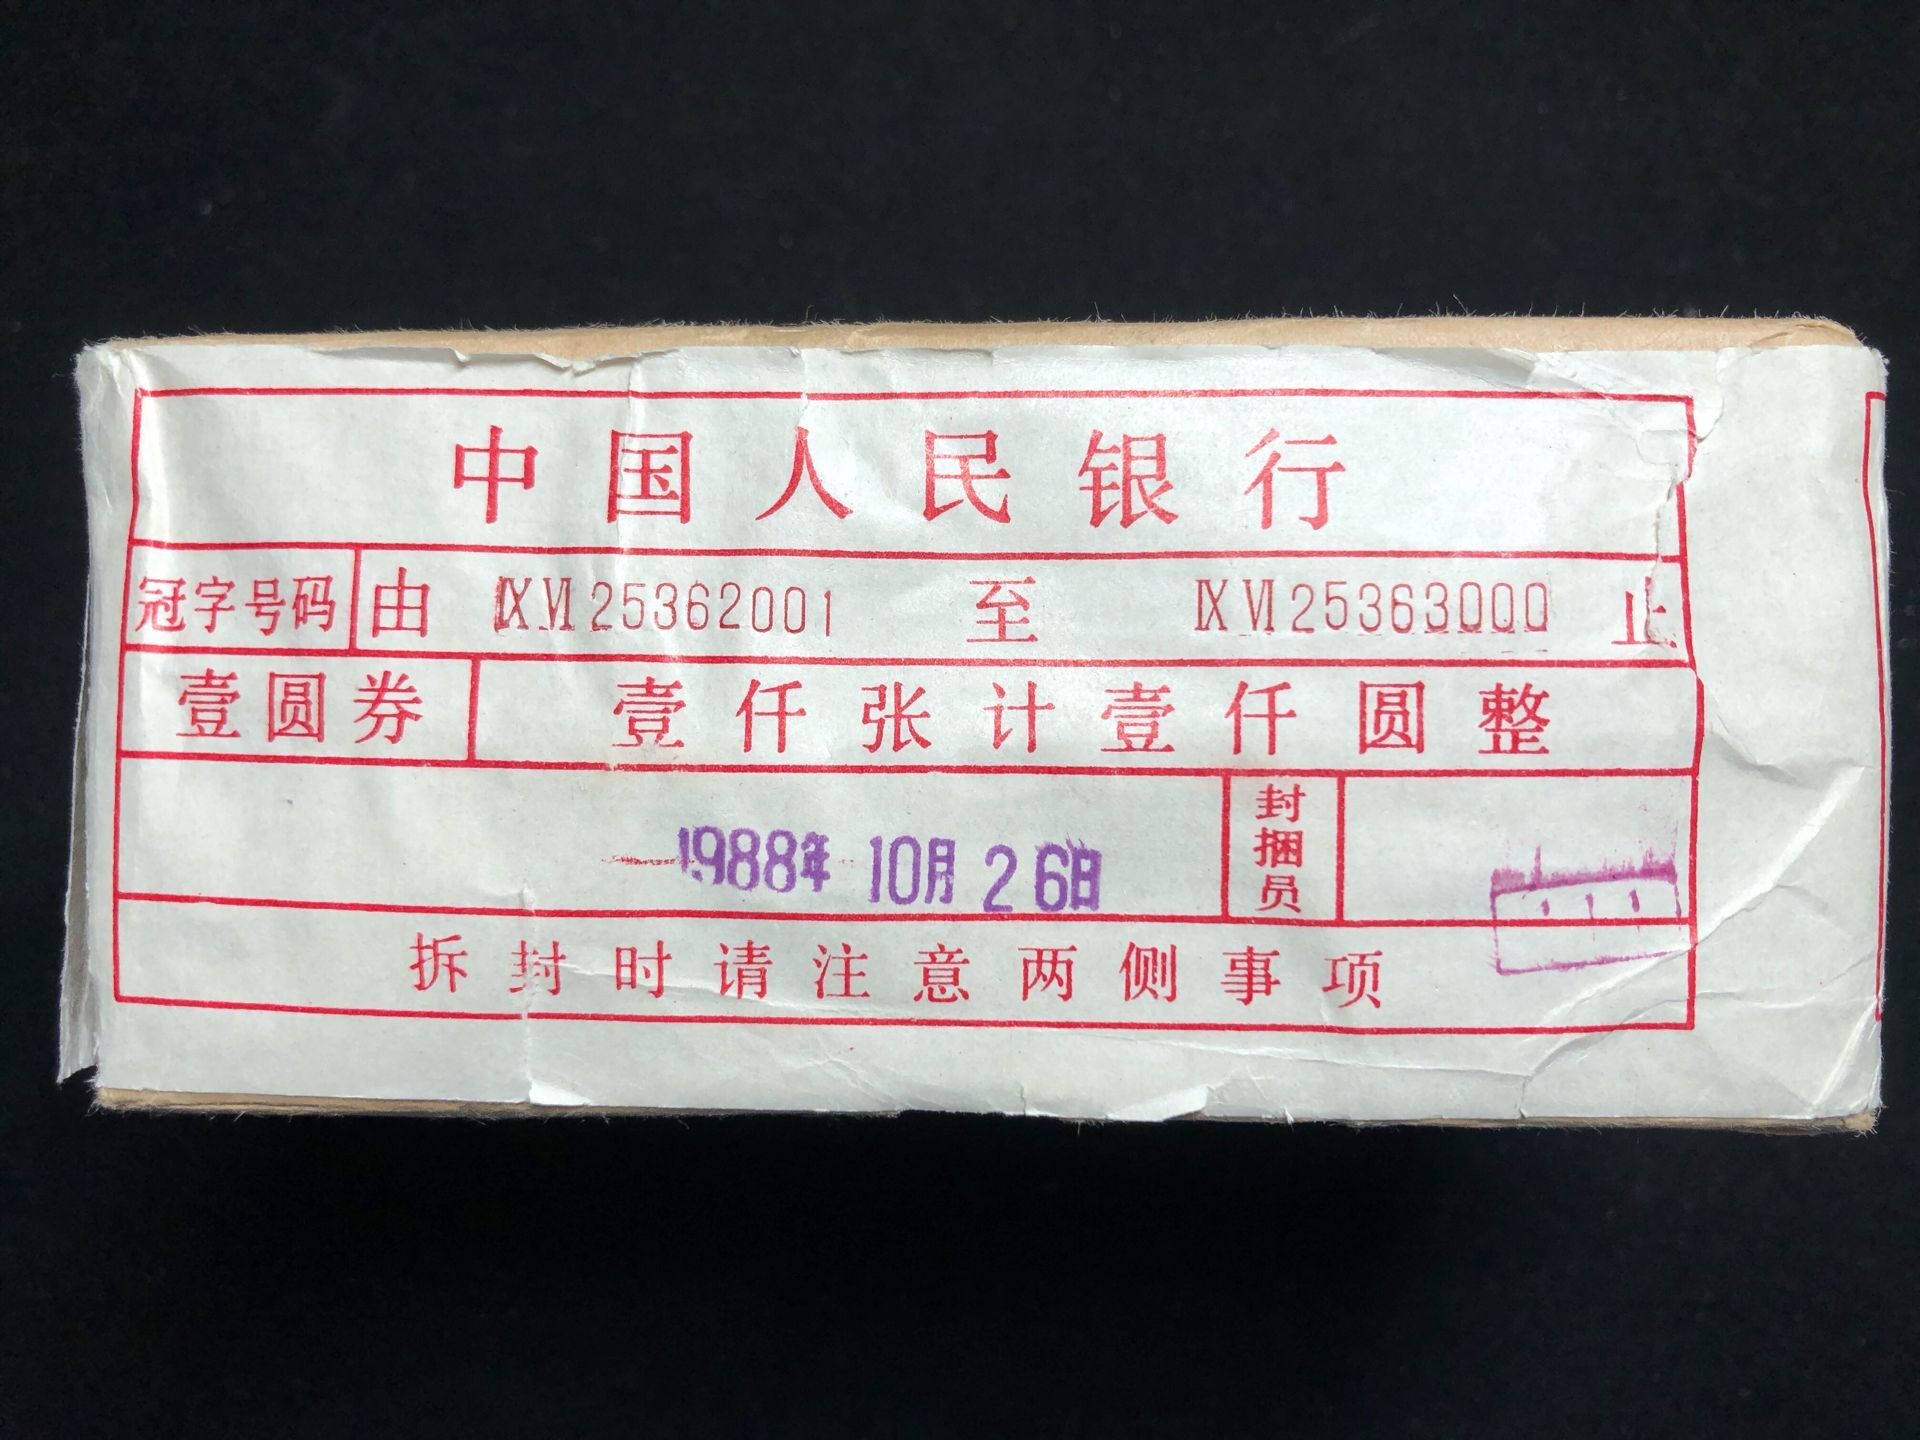 中国人民银行
冠字号码 由 ⅨⅥ25362001 至 ⅨⅥ25363000 止
壹圆券 壹仟张计壹仟圆整
1988年 10月 26日 封捆员
拆封时请注意两侧事项